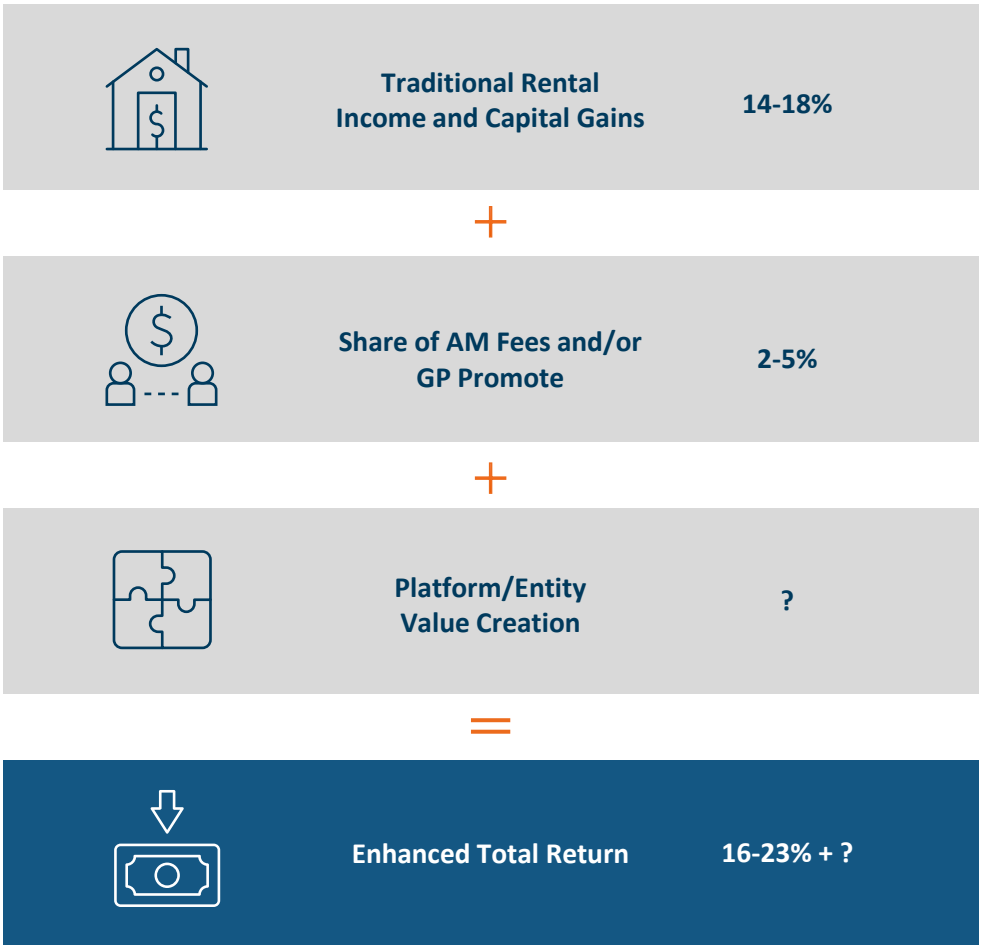 Traditional Rental
Income and Capital Gains
14-18%
+
Share of AM Fees and/or
GP Promote
2-5%
+
Platform/Entity
Value Creation
?
=
Enhanced Total Return
16-23% + ?